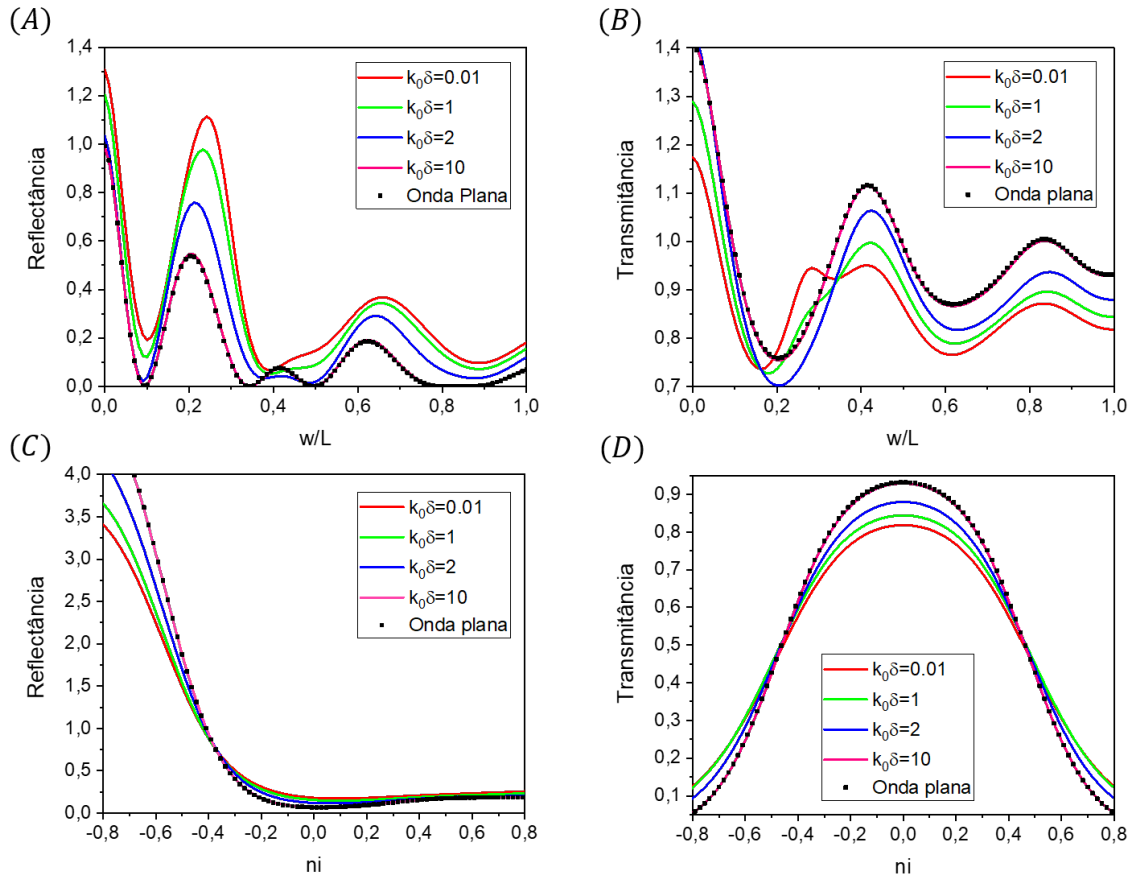 (A)
1,4
1,2
1,0
0,8
0,6
0,4
0,2
0,0
Reflectância
k₀δ=0.01
k₀δ=1
k₀δ=2
k₀δ=10
Onda Plana
0,0 0,2 0,4 0,6 0,8 1,0
w/L
(B)
1,4
1,3
1,2
1,1
1,0
0,9
0,8
0,7
Transmitância
k₀δ=0.01
k₀δ=1
k₀δ=2
k₀δ=10
Onda plana
0,0 0,2 0,4 0,6 0,8 1,0
w/L
(C)
4,0
3,5
3,0
2,5
2,0
1,5
1,0
0,5
0,0
Reflectância
k₀δ=0.01
k₀δ=1
k₀δ=2
k₀δ=10
Onda plana
-0,8 -0,6 -0,4 -0,2 0,0 0,2 0,4 0,6 0,8
ni
(D)
0,9
0,8
0,7
0,6
0,5
0,4
0,3
0,2
0,1
Transmitância
k₀δ=0.01
k₀δ=1
k₀δ=2
k₀δ=10
Onda plana
-0,8 -0,6 -0,4 -0,2 0,0 0,2 0,4 0,6 0,8
ni